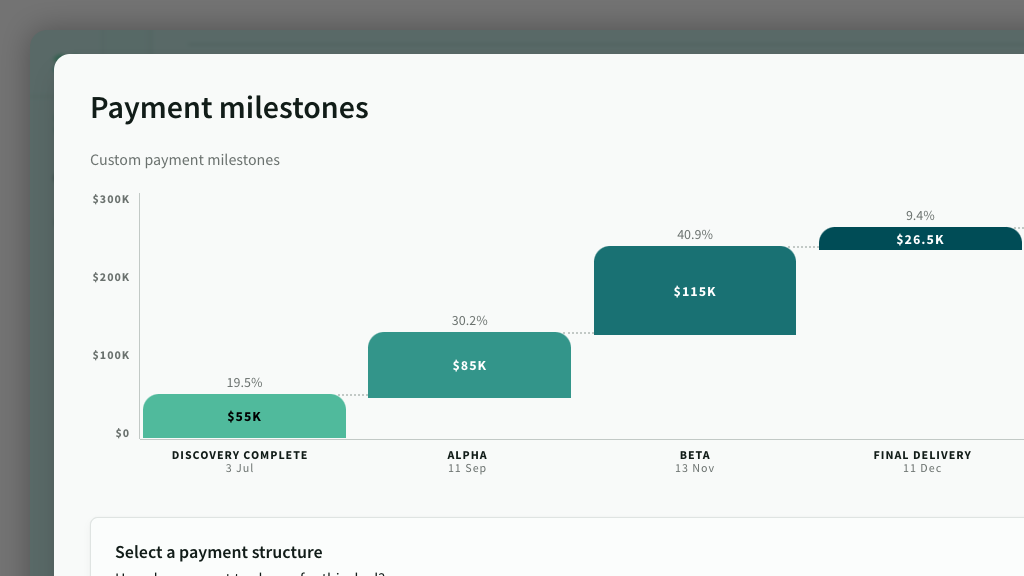 Payment milestones
Custom payment milestones
$300K
$200K
$100K
$0
19.5%
$55K
30.2%
$85K
40.9%
$115K
9.4%
$26.5K
DISCOVERY COMPLETE
3 Jul
ALPHA
11 Sep
BETA
13 Nov
FINAL DELIVERY
11 Dec
Select a payment structure